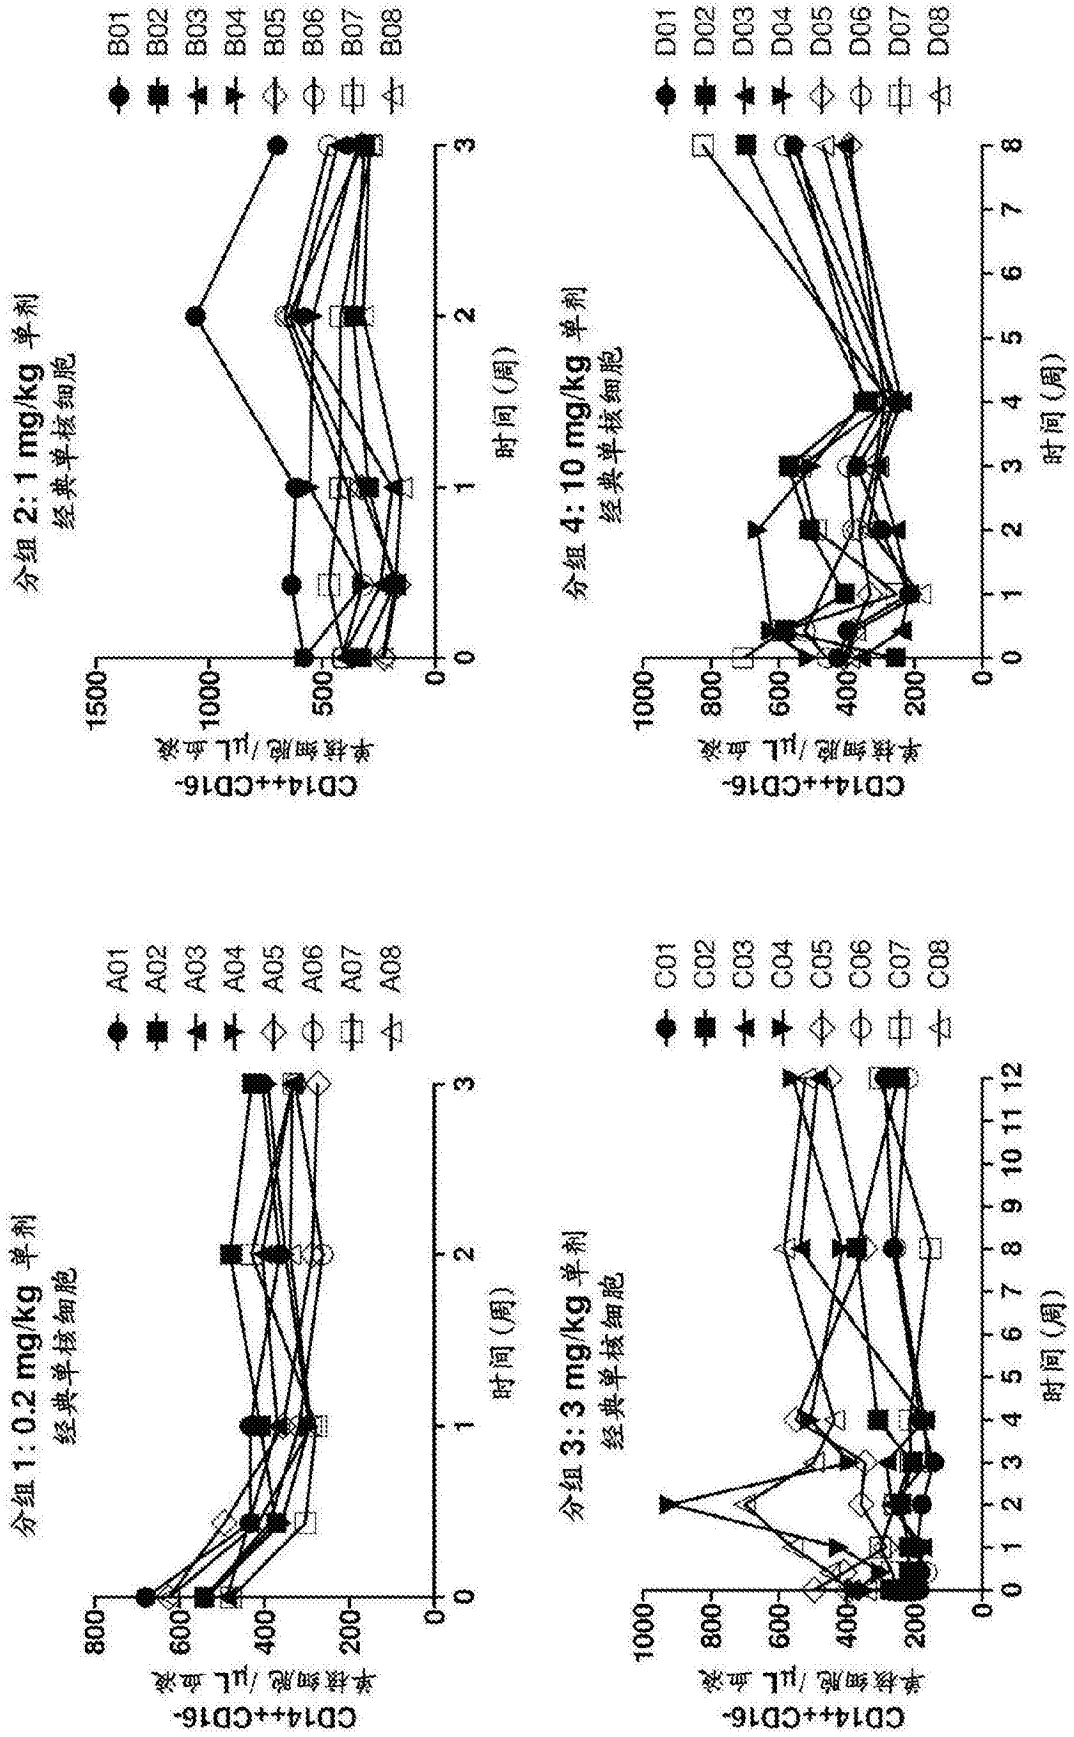 分组 1: 0.2 mg/kg 单剂
经典单核细胞
CD14++CD16-
单核细胞/μL 血液
800
600
400
200
0
0 1 2 3
时间(周)
A01
A02
A03
A04
A05
A06
A07
A08
分组 2: 1 mg/kg 单剂
经典单核细胞
CD14++CD16-
单核细胞/μL 血液
1500
1000
500
0
0 1 2 3
时间(周)
B01
B02
B03
B04
B05
B06
B07
B08
分组 3: 3 mg/kg 单剂
经典单核细胞
CD14++CD16-
单核细胞/μL 血液
1000
800
600
400
200
0
0 1 2 3 4 5 6 7 8 9 10 11 12
时间(周)
C01
C02
C03
C04
C05
C06
C07
C08
分组 4: 10 mg/kg 单剂
经典单核细胞
CD14++CD16-
单核细胞/μL 血液
1000
800
600
400
200
0
0 1 2 3 4 5 6 7 8
时间(周)
D01
D02
D03
D04
D05
D06
D07
D08